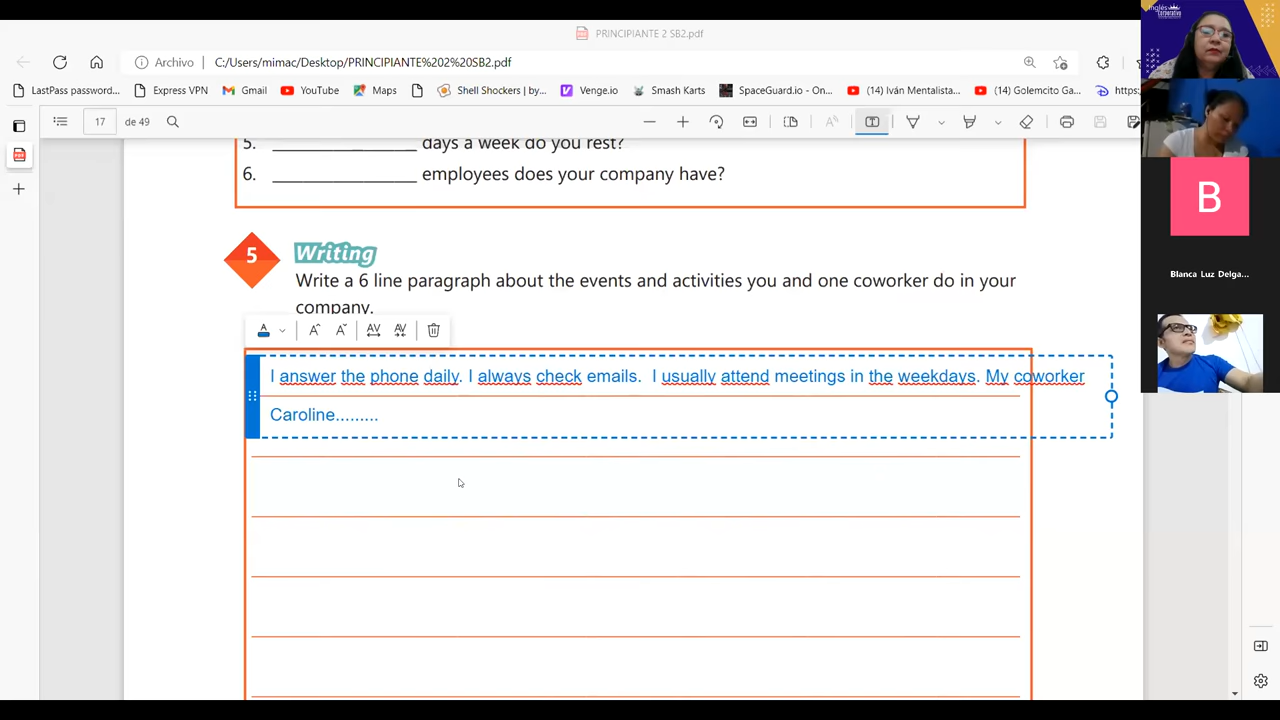 PRINCIPIANTE 2 SB2.pdf
Archivo C:/Users/mimac/Desktop/PRINCIPIANTE%202%20SB2.pdf
LastPass password... Express VPN Gmail YouTube Maps Shell Shockers | by... Venge.io Smash Karts SpaceGuard.io - On... (14) Iván Mentalista... (14) Golemcito Ga... https:
17 de 49
5. ________________ days a week do you rest?
6. ________________ employees does your company have?
5 Writing
Write a 6 line paragraph about the events and activities you and one coworker do in your
company.
I answer the phone daily. I always check emails. I usually attend meetings in the weekdays. My coworker
Caroline.........
Inglés
corporativo
B
Blanca Luz Delga...